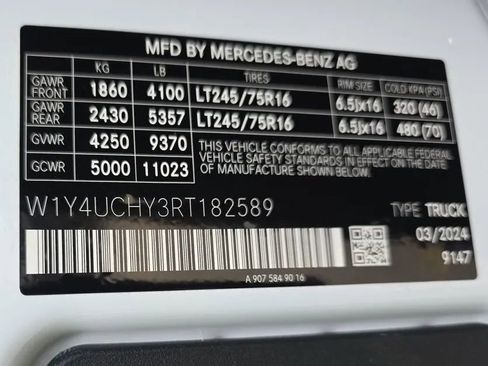 MFD BY MERCEDES-BENZ AG
KG LB TIRES RIM SIZE COLD KPA (PSI)
GAWR FRONT 1860 4100 LT245/75R16 6.5Jx16 320 (46)
GAWR REAR 2430 5357 LT245/75R16 6.5Jx16 480 (70)
GVWR 4250 9370 THIS VEHICLE CONFORMS TO ALL APPLICABLE FEDERAL
VEHICLE SAFETY STANDARDS IN EFFECT ON THE DATE
GCWR 5000 11023 OF MANUFACTURE SHOWN ABOVE.
W1Y4UCHY3RT182589 TYPE TRUCK
03/2024
9147
A 907 584 90 16